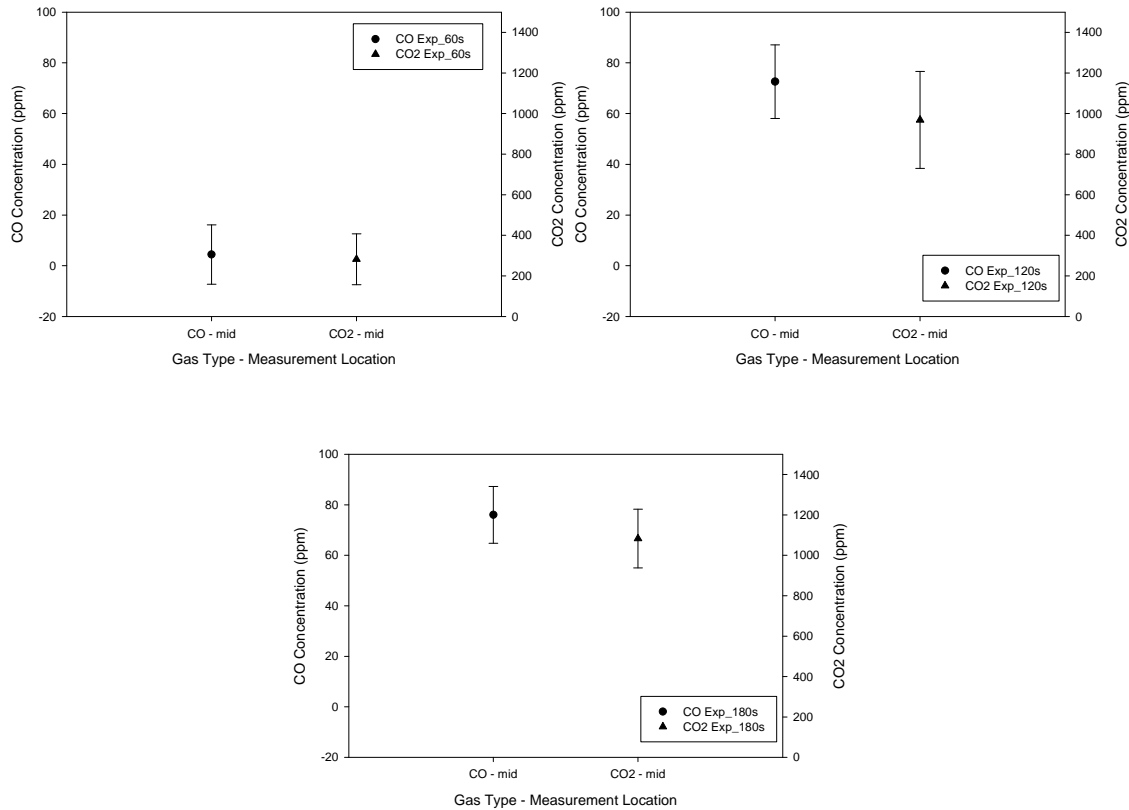 100
80
60
40
20
0
-20
CO Concentration (ppm)
1400
1200
1000
800
600
400
200
0
CO2 Concentration (ppm)
CO Exp_60s
CO2 Exp_60s
CO - mid
CO2 - mid
Gas Type - Measurement Location
100
80
60
40
20
0
-20
CO Concentration (ppm)
1400
1200
1000
800
600
400
200
0
CO2 Concentration (ppm)
CO Exp_120s
CO2 Exp_120s
CO - mid
CO2 - mid
Gas Type - Measurement Location
100
80
60
40
20
0
-20
CO Concentration (ppm)
1400
1200
1000
800
600
400
200
0
CO2 Concentration (ppm)
CO Exp_180s
CO2 Exp_180s
CO - mid
CO2 - mid
Gas Type - Measurement Location